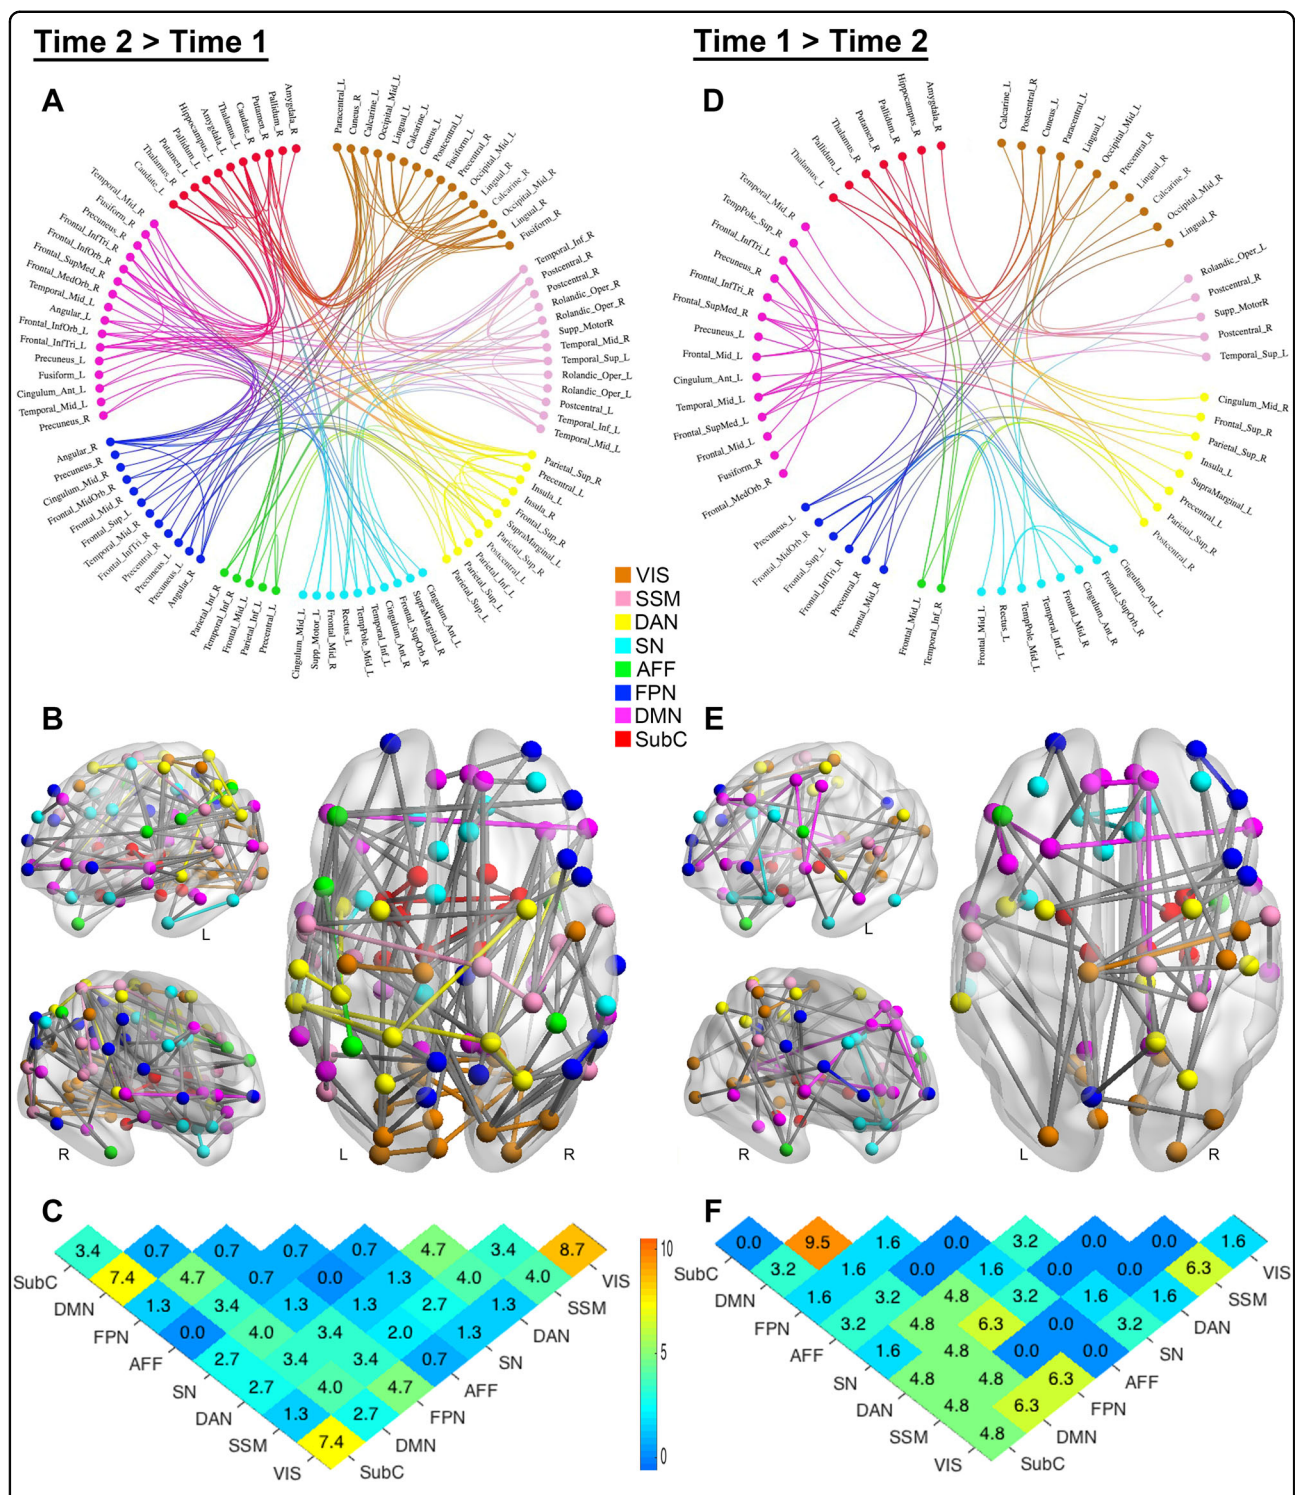 Time 2 > Time 1
Time 1 > Time 2
A
Caudate_L
Thalamus_R
Putamen_L
Pallidum_L
Hippocampus_L
Amygdala_L
Thalamus_L
Caudate_R
Putamen_R
Pallidum_R
Amygdala_R
Paracentral_L
Cuneus_R
Calcarine_L
Occipital_Mid_L
Lingual_L
Calcarine_L
Cuneus_L
Postcentral_L
Fusiform_L
Precentral_R
Occipital_Mid_L
Lingual_R
Calcarine_R
Occipital_Mid_R
Lingual_R
Fusiform_R
Temporal_Inf_R
Postcentral_R
Postcentral_R
Rolandic_Oper_R
Rolandic_Oper_R
Supp_MotorR
Temporal_Mid_R
Temporal_Sup_L
Rolandic_Oper_L
Rolandic_Oper_L
Postcentral_L
Temporal_Inf_L
Temporal_Mid_L
Parietal_Sup_R
Precentral_L
Insula_L
Insula_R
Frontal_Sup_R
SupraMarginal_L
Parietal_Sup_R
Postcentral_L
Parietal_Inf_L
Parietal_Sup_L
Parietal_Sup_L
Cingulum_Ant_L
SupraMarginal_R
Frontal_SupOrb_R
Cingulum_Ant_R
Temporal_Inf_L
TempPole_Mid_L
Rectus_L
Frontal_Mid_R
Supp_Motor_L
Cingulum_Mid_L
Precentral_L
Parietal_Inf_L
Frontal_Mid_L
Temporal_Inf_R
Parietal_Inf_R
Angular_R
Precuneus_L
Precuneus_L
Precentral_R
Frontal_InfTri_R
Temporal_Mid_R
Frontal_Sup_L
Frontal_Mid_R
Frontal_MidOrb_R
Cingulum_Mid_R
Precuneus_R
Angular_R
Precuneus_R
Temporal_Mid_L
Cingulum_Ant_L
Fusiform_L
Precuneus_L
Frontal_InfTri_L
Frontal_InfOrb_L
Angular_L
Temporal_Mid_L
Frontal_MedOrb_R
Frontal_SupMed_R
Frontal_InfOrb_R
Frontal_InfTri_R
Precuneus_R
Fusiform_R
Temporal_Mid_R
D
Thalamus_L
Pallidum_L
Thalamus_R
Putamen_R
Pallidum_R
Hippocampus_R
Amygdala_R
Calcarine_L
Postcentral_R
Cuneus_L
Paracentral_L
Lingual_L
Occipital_Mid_L
Precentral_R
Lingual_R
Calcarine_R
Occipital_Mid_R
Lingual_R
Rolandic_Oper_L
Postcentral_R
Supp_MotorR
Postcentral_R
Temporal_Sup_L
Cingulum_Mid_R
Frontal_Sup_R
Parietal_Sup_R
Insula_L
SupraMarginal_L
Precentral_L
Parietal_Sup_R
Postcentral_R
Cingulum_Ant_L
Frontal_SupOrb_R
Cingulum_Ant_R
Frontal_Mid_R
Temporal_Inf_L
TempPole_Mid_L
Rectus_L
Frontal_Mid_L
Temporal_Inf_R
Frontal_Mid_L
Frontal_Mid_R
Precentral_R
Frontal_InfTri_R
Frontal_Sup_L
Frontal_MidOrb_R
Precuneus_L
Frontal_MedOrb_R
Fusiform_R
Frontal_Mid_L
Frontal_SupMed_L
Temporal_Mid_L
Cingulum_Ant_L
Frontal_Mid_L
Precuneus_L
Frontal_SupMed_R
Frontal_InfTri_R
Precuneus_R
Frontal_InfTri_L
TempPole_Sup_R
Temporal_Mid_R
VIS
SSM
DAN
SN
AFF
FPN
DMN
SubC
B
L
R
L
R
E
L
R
L
R
C
3.4 0.7 0.7 0.7 0.7 4.7 3.4 8.7
7.4 4.7 0.7 0.0 1.3 4.0 4.0
1.3 3.4 1.3 1.3 2.7 1.3
0.0 4.0 3.4 2.0 1.3
2.7 3.4 3.4 0.7
2.7 4.0 4.7
1.3 2.7
7.4
SubC
DMN
FPN
AFF
SN
DAN
SSM
VIS
VIS
SSM
DAN
SN
AFF
FPN
DMN
SubC
10
5
0
F
0.0 9.5 1.6 0.0 3.2 0.0 0.0 1.6
3.2 1.6 0.0 1.6 0.0 0.0 6.3
1.6 3.2 4.8 3.2 1.6 1.6
3.2 4.8 6.3 0.0 3.2
1.6 4.8 0.0 0.0
4.8 4.8 6.3
4.8 6.3
4.8
SubC
DMN
FPN
AFF
SN
DAN
SSM
VIS
VIS
SSM
DAN
SN
AFF
FPN
DMN
SubC